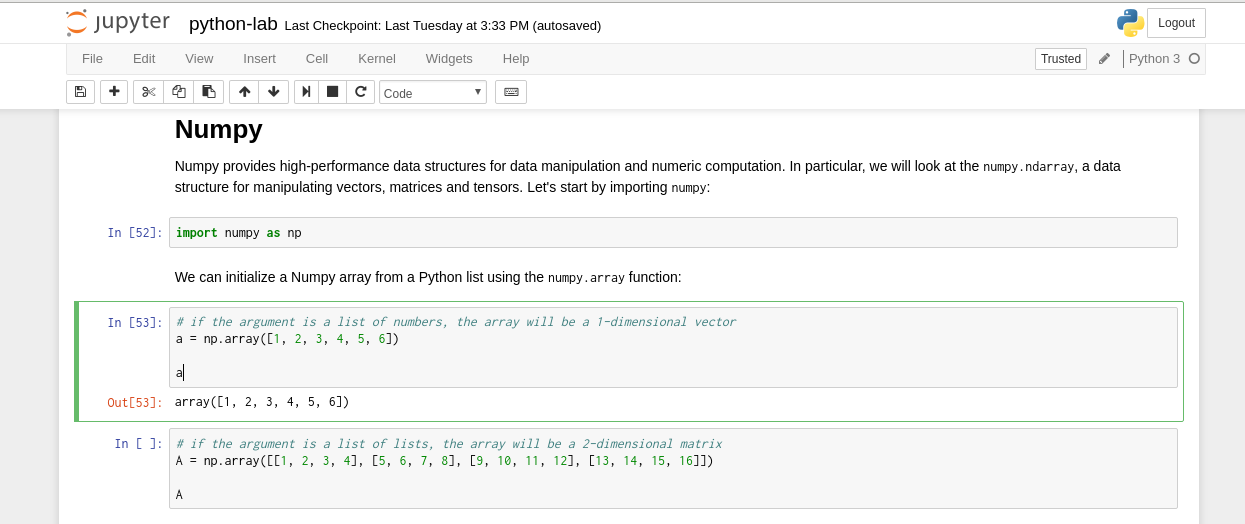 jupyter python-lab Last Checkpoint: Last Tuesday at 3:33 PM (autosaved) Logout
File Edit View Insert Cell Kernel Widgets Help Trusted Python 3
Code
Numpy
Numpy provides high-performance data structures for data manipulation and numeric computation. In particular, we will look at the numpy.ndarray, a data
structure for manipulating vectors, matrices and tensors. Let's start by importing numpy:
In [52]: import numpy as np
We can initialize a Numpy array from a Python list using the numpy.array function:
In [53]: # if the argument is a list of numbers, the array will be a 1-dimensional vector
a = np.array([1, 2, 3, 4, 5, 6])
a
Out[53]: array([1, 2, 3, 4, 5, 6])
In [ ]: # if the argument is a list of lists, the array will be a 2-dimensional matrix
A = np.array([[1, 2, 3, 4], [5, 6, 7, 8], [9, 10, 11, 12], [13, 14, 15, 16]])
A